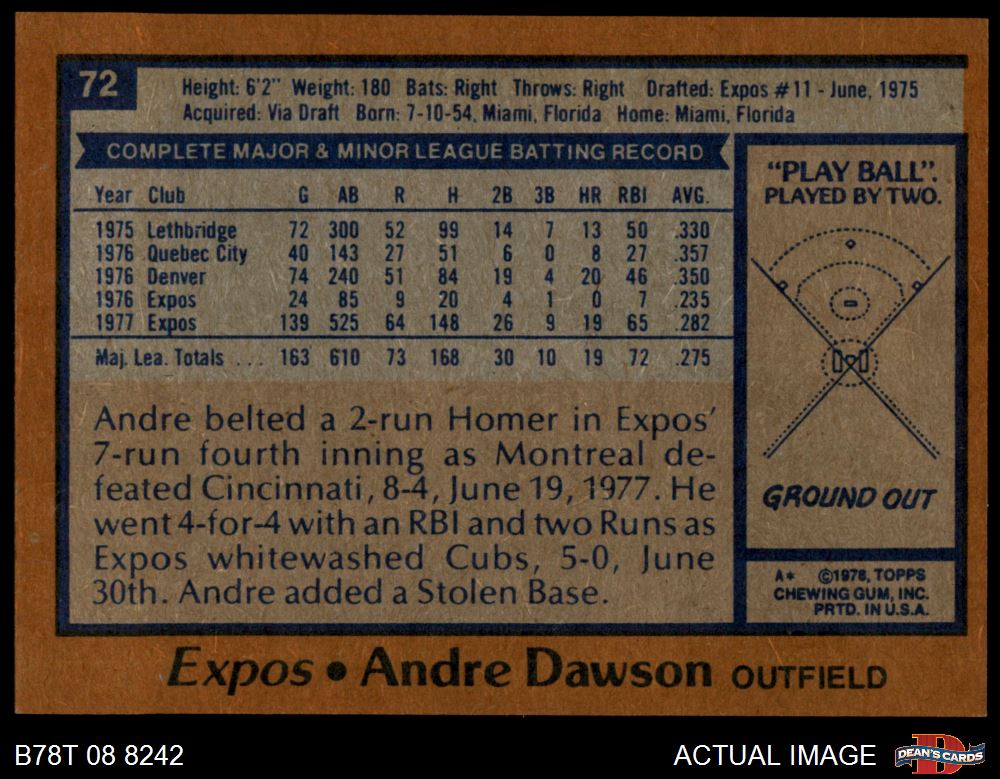 72
Height: 6'2" Weight: 180 Bats: Right Throws: Right Drafted: Expos #11 - June, 1975
Acquired: Via Draft Born: 7-10-54, Miami, Florida Home: Miami, Florida
COMPLETE MAJOR & MINOR LEAGUE BATTING RECORD
Year Club G AB R H 2B 3B HR RBI AVG.
1975 Lethbridge 72 300 52 99 14 7 13 50 .330
1976 Quebec City 40 143 27 51 6 0 8 27 .357
1976 Denver 74 240 51 84 19 4 20 46 .350
1976 Expos 24 85 9 20 4 1 0 7 .235
1977 Expos 139 525 64 148 26 9 19 65 .282
Maj. Lea. Totals ... 163 610 73 168 30 10 19 72 .275
Andre belted a 2-run Homer in Expos'
7-run fourth inning as Montreal de-
feated Cincinnati, 8-4, June 19, 1977. He
went 4-for-4 with an RBI and two Runs as
Expos whitewashed Cubs, 5-0, June
30th. Andre added a Stolen Base.
"PLAY BALL".
PLAYED BY TWO.
GROUND OUT
A* ©1978, TOPPS
CHEWING GUM, INC.
PRTD. IN U.S.A.
Expos • Andre Dawson OUTFIELD
B78T 08 8242
ACTUAL IMAGE
DEAN'S CARDS